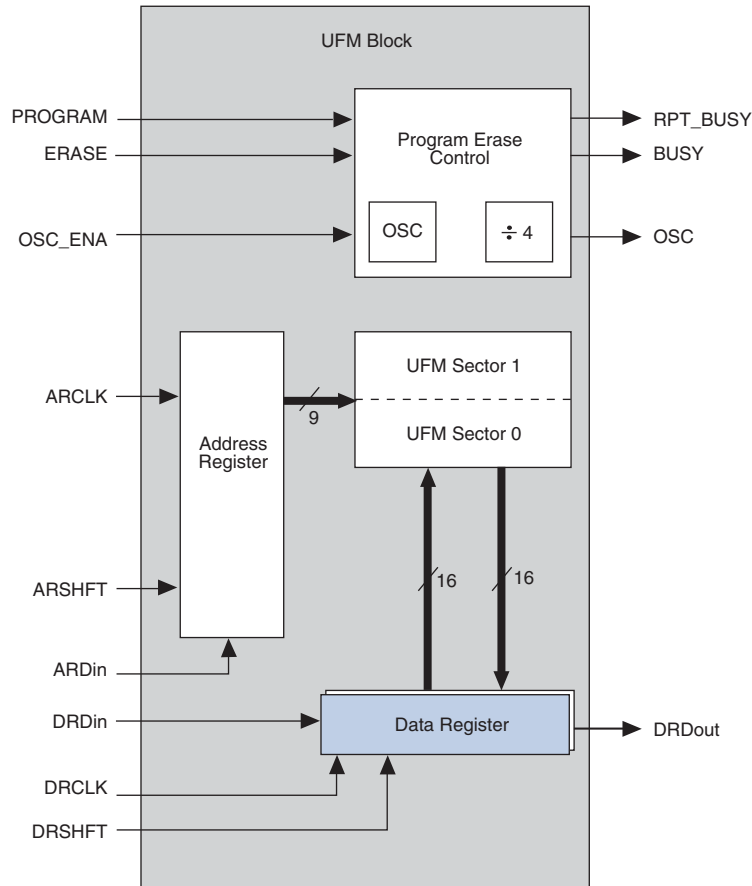 UFM Block
PROGRAM
ERASE
OSC_ENA
Program Erase
Control
OSC
÷ 4
RPT_BUSY
BUSY
OSC
ARCLK
ARSHFT
ARDin
Address
Register
9
UFM Sector 1
UFM Sector 0
16
16
DRDin
DRCLK
DRSHFT
Data Register
DRDout